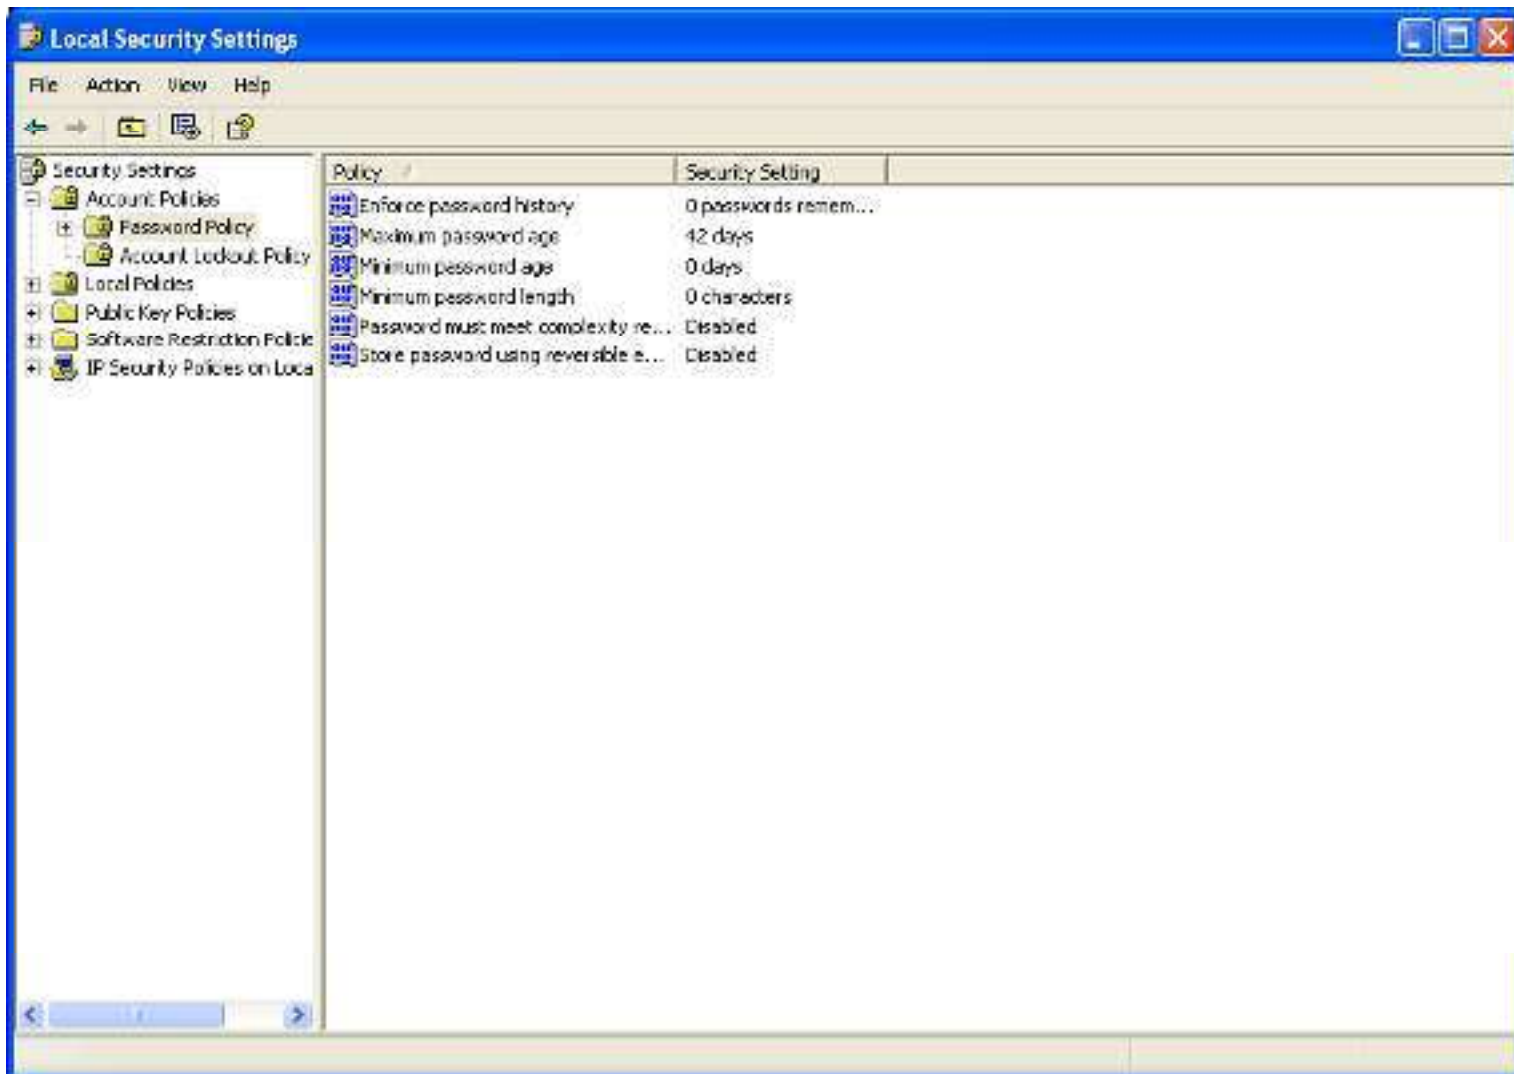 Local Security Settings
File Action View Help
Security Settings
Account Policies
Password Policy
Account Lockout Policy
Local Policies
Public Key Policies
Software Restriction Policie
IP Security Policies on Loca
Policy Security Setting
Enforce password history 0 passwords remem...
Maximum password age 42 days
Minimum password age 0 days
Minimum password length 0 characters
Password must meet complexity re... Disabled
Store password using reversible e... Disabled